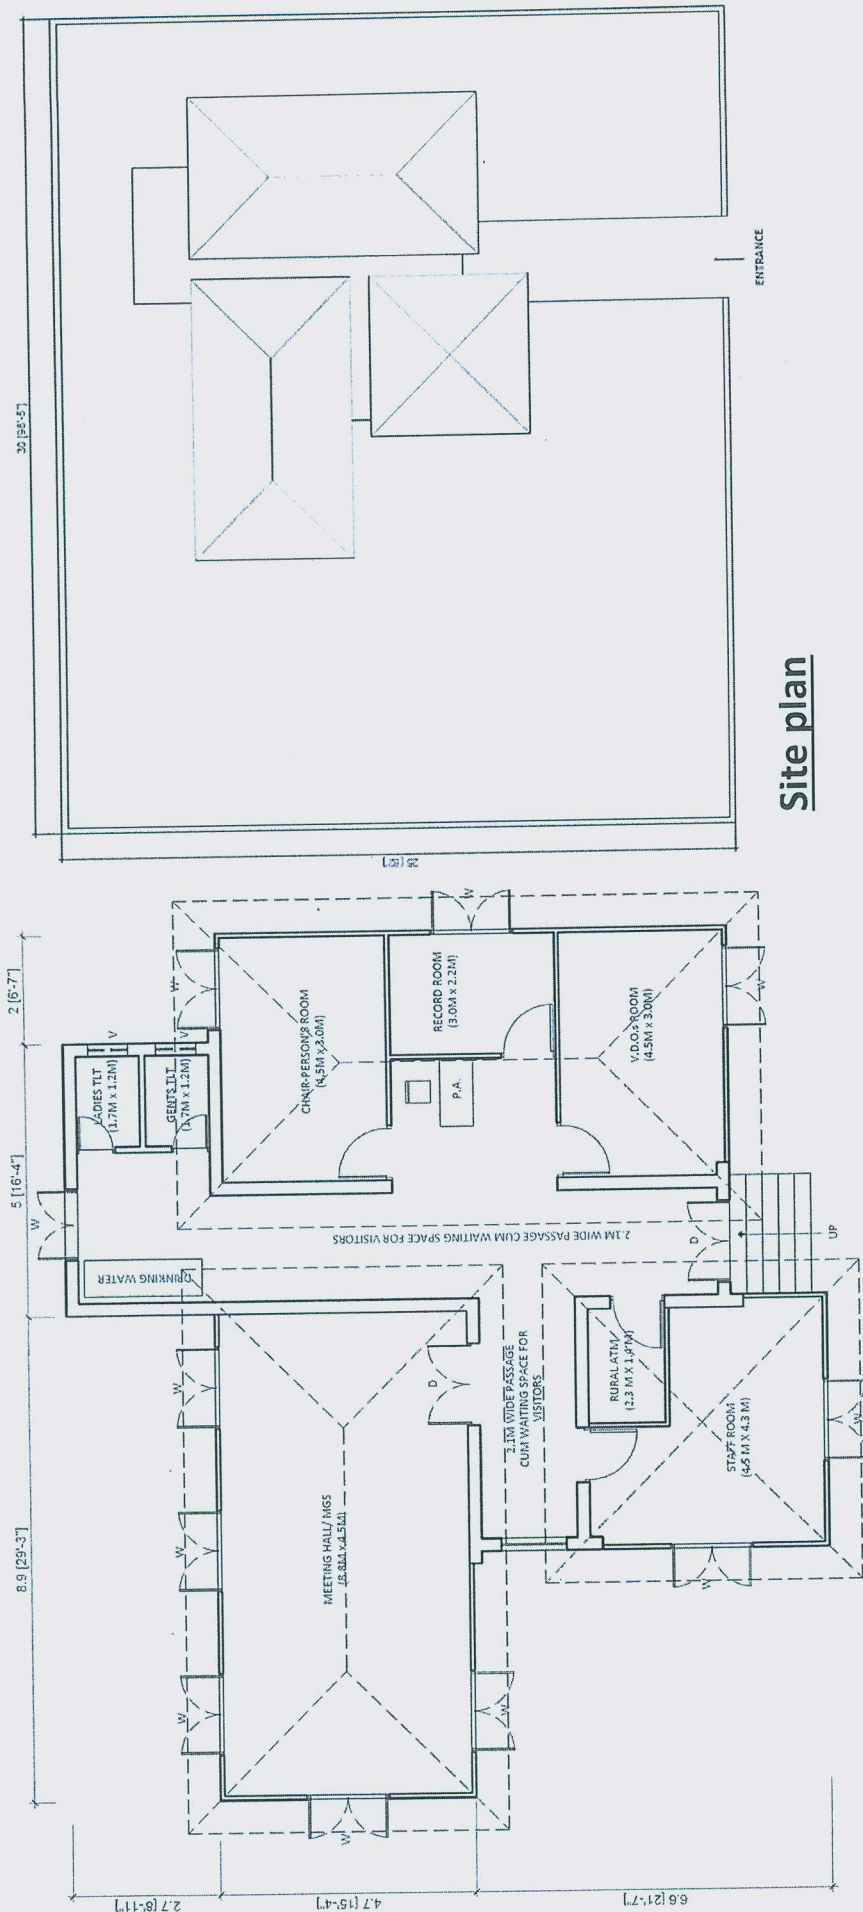 8.9 [29'-3"]
5 [16'-4"]
2 [6'-7"]
2.7 [8'-11"]
4.7 [15'-4"]
6.6 [21'-7"]
W
W
W
W
W
W
DRINKING WATER
LADIES TLT
(1.7M x 1.2M)
V
GENTS TLT
(1.7M x 1.2M)
V
W
MEETING HALL/ MGS
(8.8M x 4.5M)
D
CHAIR-PERSON'S ROOM
(4.5M x 3.0M)
2.1M WIDE PASSAGE CUM WAITING SPACE FOR VISITORS
2.1M WIDE PASSAGE
CUM WAITING SPACE FOR
VISITORS
P.A.
RECORD ROOM
(3.0M x 2.2M)
W
RURAL ATM
(2.3 M X 1.4 M)
D
V.D.O.s ROOM
(4.5M x 3.0M)
W
STAFF ROOM
(4.5 M X 4.3 M)
W
W
UP
30 [98'-5"]
25 [82']
ENTRANCE
Site plan